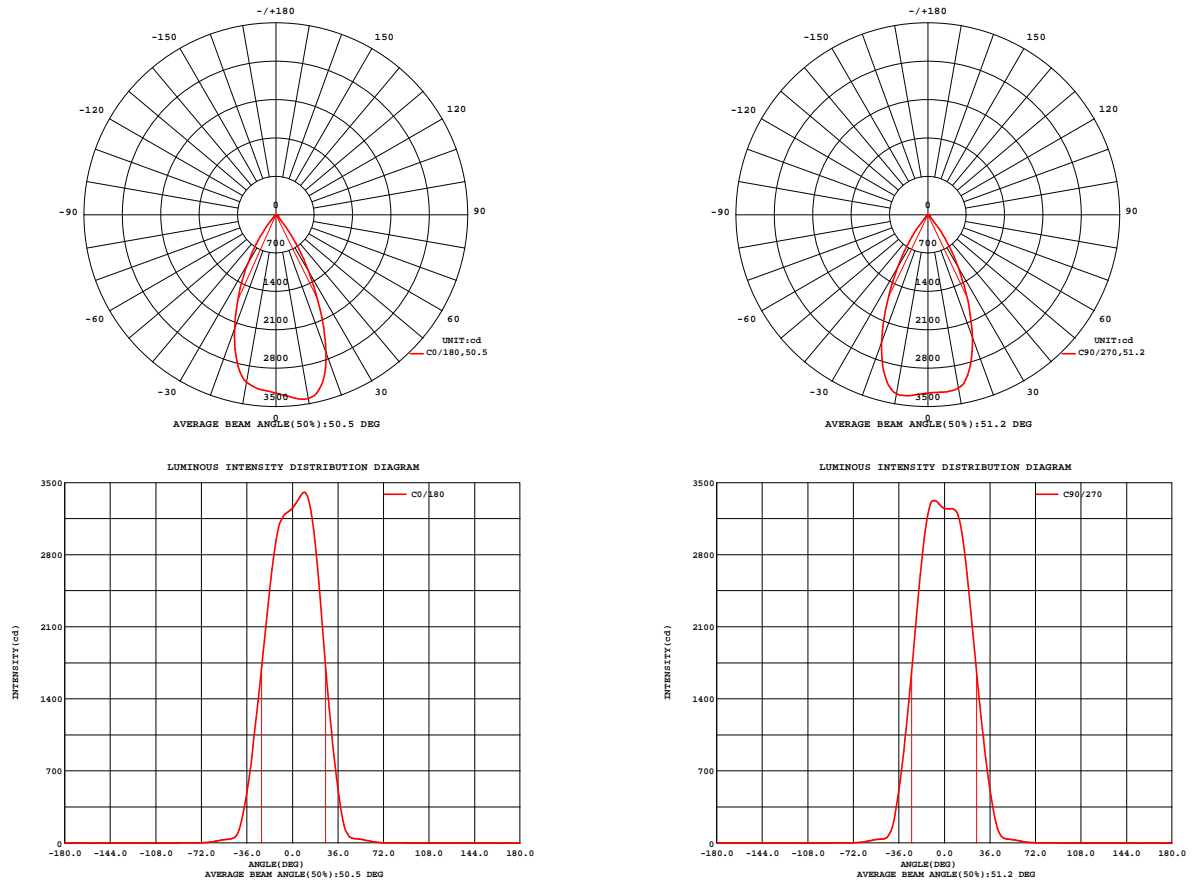 -/+180
-150
150
-120
120
-90
90
-60
60
-30
30
0
0
700
1400
2100
2800
3500
UNIT:cd
C0/180,50.5
AVERAGE BEAM ANGLE(50%):50.5 DEG
-/+180
-150
150
-120
120
-90
90
-60
60
-30
30
0
0
700
1400
2100
2800
3500
UNIT:cd
C90/270,51.2
AVERAGE BEAM ANGLE(50%):51.2 DEG
LUMINOUS INTENSITY DISTRIBUTION DIAGRAM
C0/180
INTENSITY(cd)
3500
2800
2100
1400
700
0
-180.0 -144.0 -108.0 -72.0 -36.0 0.0 36.0 72.0 108.0 144.0 180.0
ANGLE(DEG)
AVERAGE BEAM ANGLE(50%):50.5 DEG
LUMINOUS INTENSITY DISTRIBUTION DIAGRAM
C90/270
INTENSITY(cd)
3500
2800
2100
1400
700
0
-180.0 -144.0 -108.0 -72.0 -36.0 0.0 36.0 72.0 108.0 144.0 180.0
ANGLE(DEG)
AVERAGE BEAM ANGLE(50%):51.2 DEG